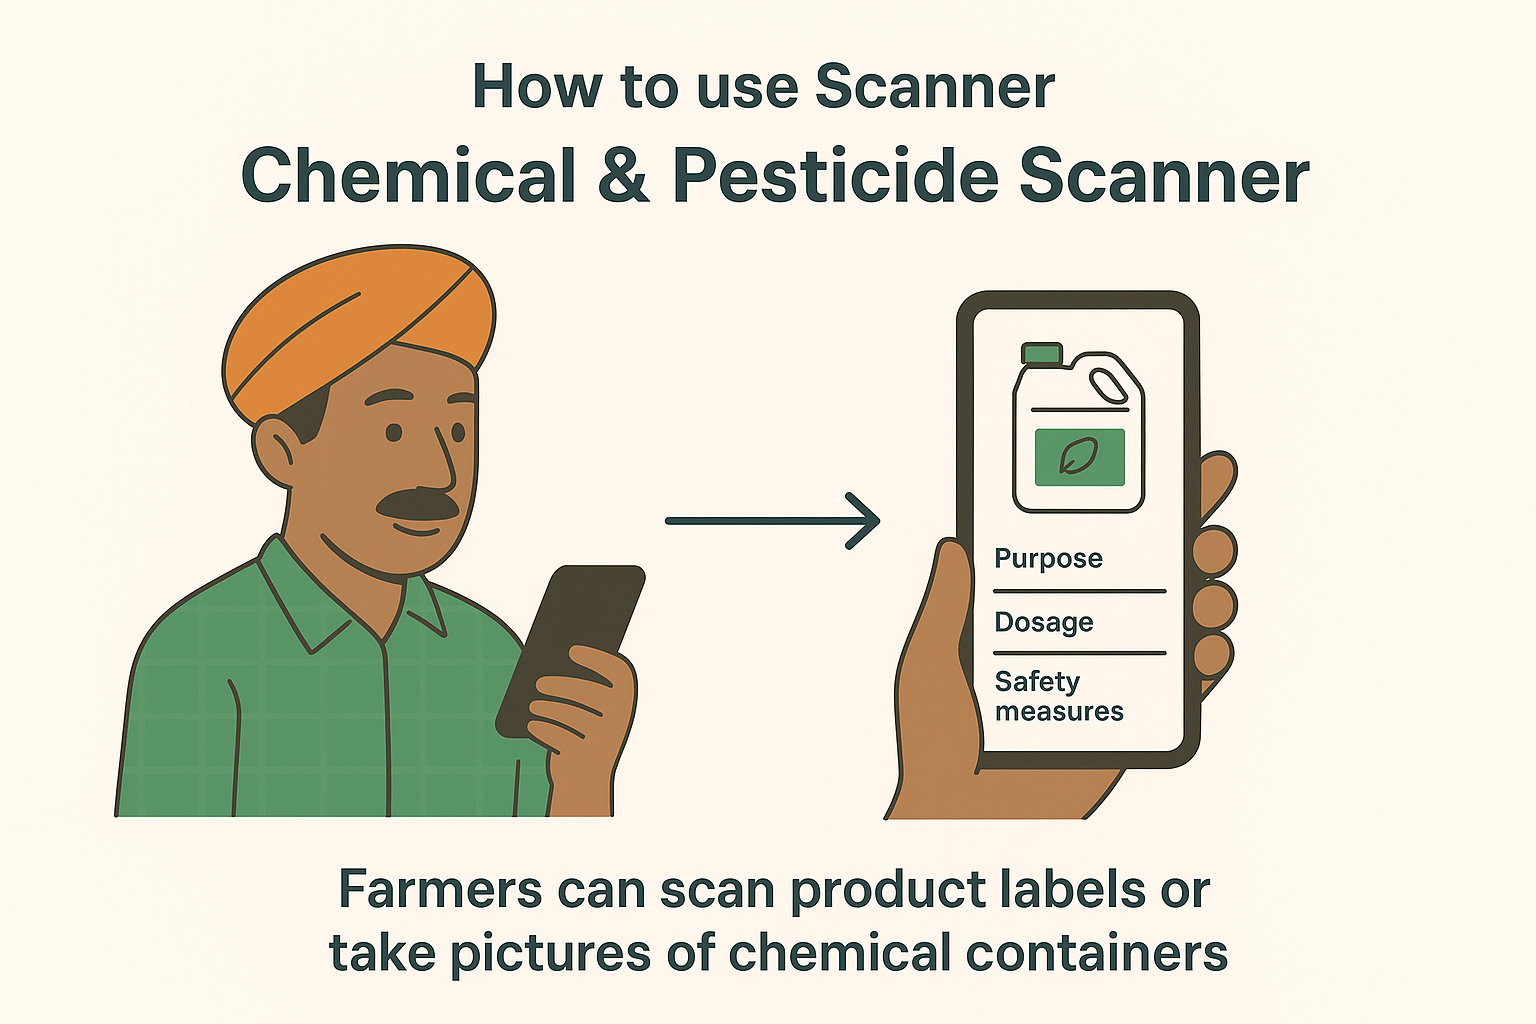 How to use Scanner
Chemical & Pesticide Scanner
Purpose
Dosage
Safety
measures
Farmers can scan product labels or
take pictures of chemical containers